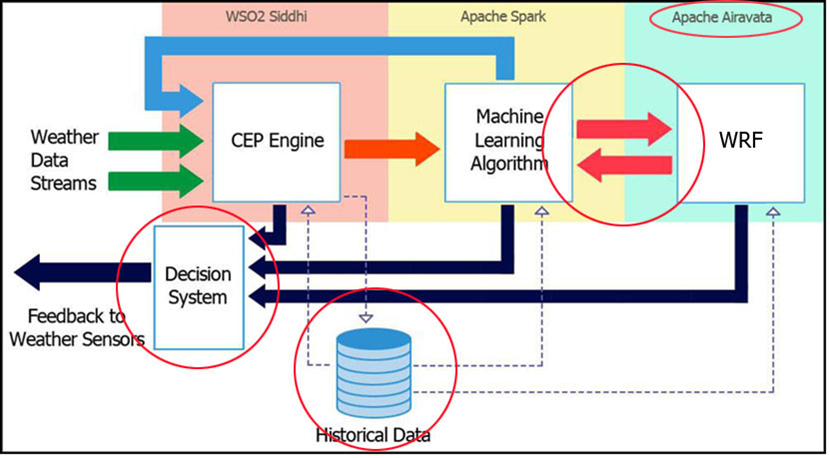 WSO2 Siddhi
Apache Spark
Apache Airavata
Weather
Data
Streams
CEP Engine
Machine
Learning
Algorithm
WRF
Decision
System
Feedback to
Weather Sensors
Historical Data